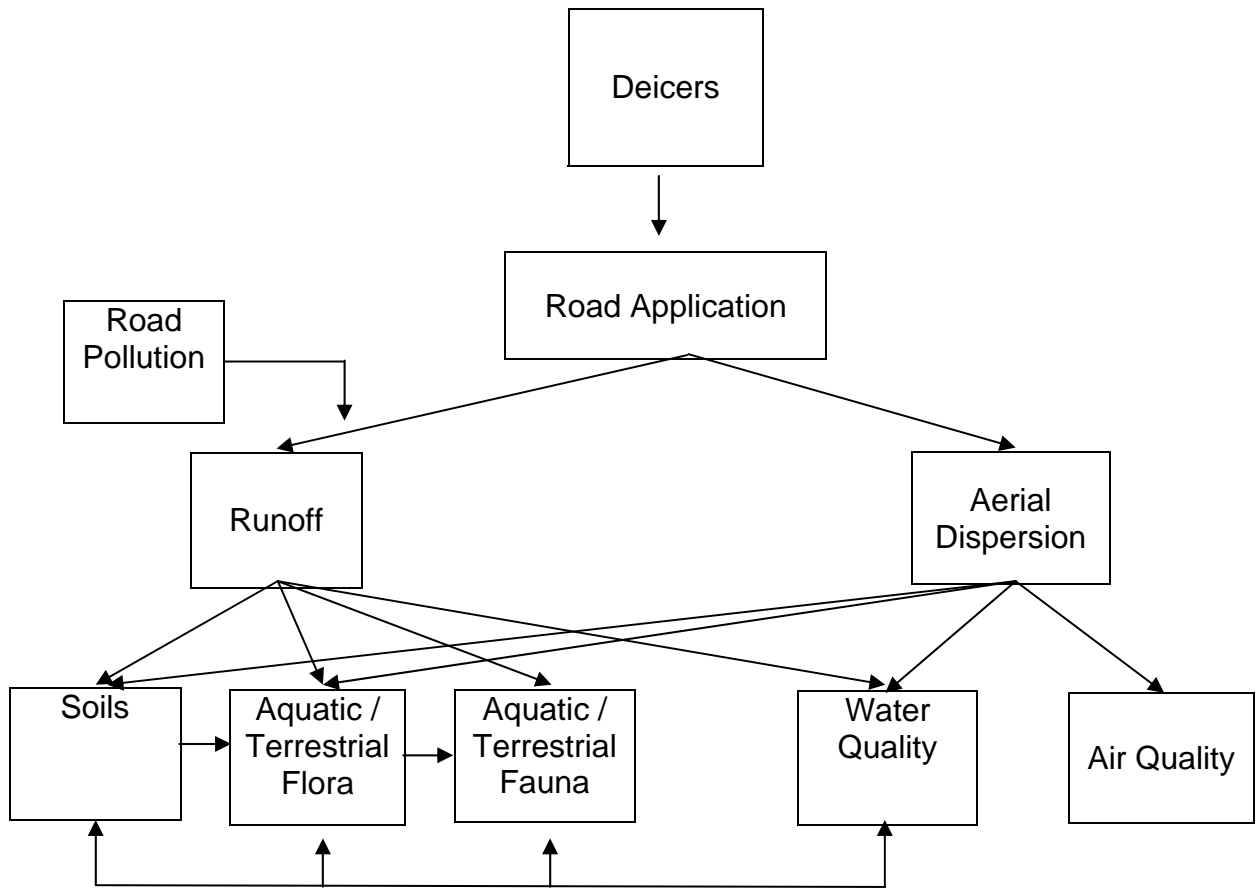 Deicers
Road Application
Road
Pollution
Runoff
Aerial
Dispersion
Soils
Aquatic /
Terrestrial
Flora
Aquatic /
Terrestrial
Fauna
Water
Quality
Air Quality